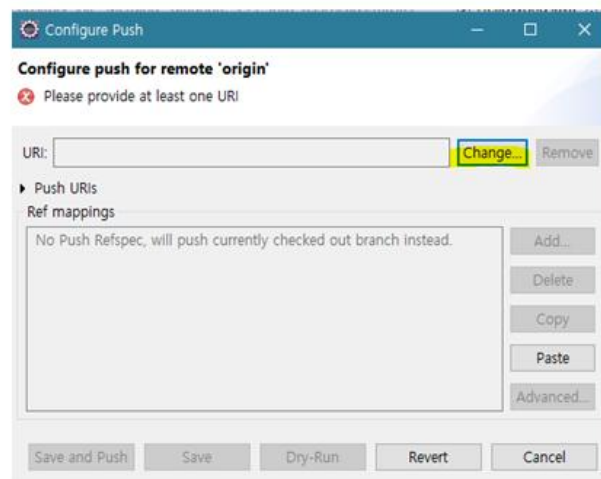 Configure Push
Configure push for remote 'origin'
Please provide at least one URI
URI:
Change...
Remove
Push URIs
Ref mappings
No Push Refspec, will push currently checked out branch instead.
Add...
Delete
Copy
Paste
Advanced...
Save and Push
Save
Dry-Run
Revert
Cancel